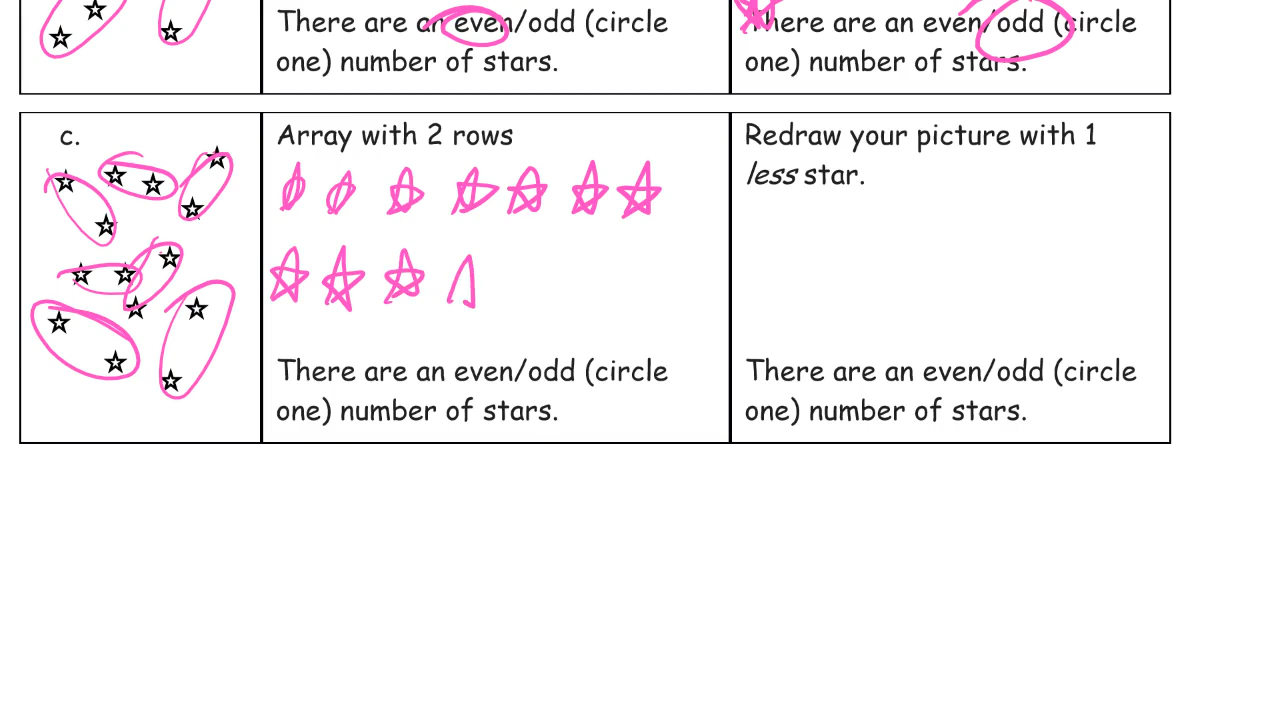 There are an even/odd (circle
one) number of stars.
There are an even/odd (circle
one) number of stars.
c.
Array with 2 rows
Redraw your picture with 1
less star.
There are an even/odd (circle
one) number of stars.
There are an even/odd (circle
one) number of stars.